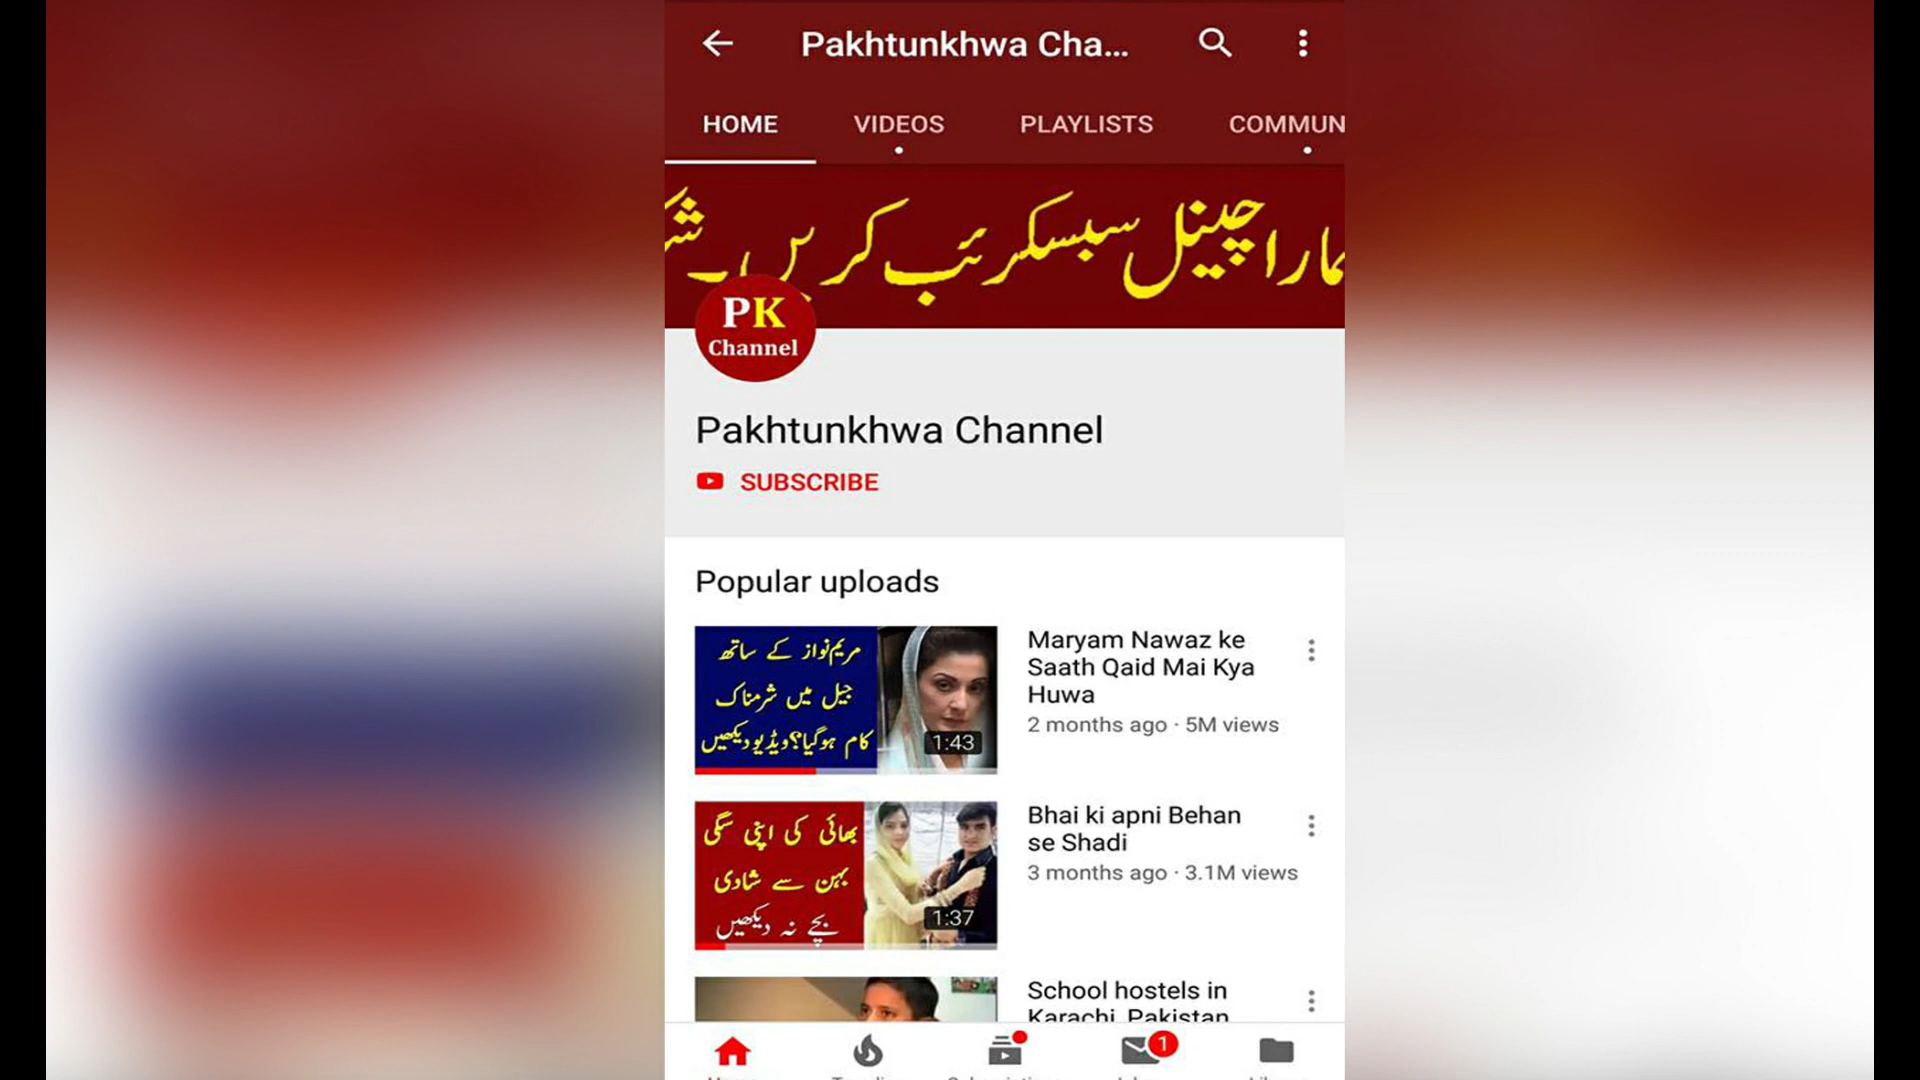 Pakhtunkhwa Cha...
HOME VIDEOS PLAYLISTS COMMUN
ہمارا چینل سبسکرئب کریں۔
PK
Channel
Pakhtunkhwa Channel
SUBSCRIBE
Popular uploads
مریم نواز کے ساتھ
جیل میں شرمناک
کام ہوگیا؟ ویڈیو دیکھیں
1:43
Maryam Nawaz ke
Saath Qaid Mai Kya
Huwa
2 months ago · 5M views
بھائی کی اپنی سگی
بہن سے شادی
بچے نہ دیکھیں
1:37
Bhai ki apni Behan
se Shadi
3 months ago · 3.1M views
School hostels in
Karachi, Pakistan
1